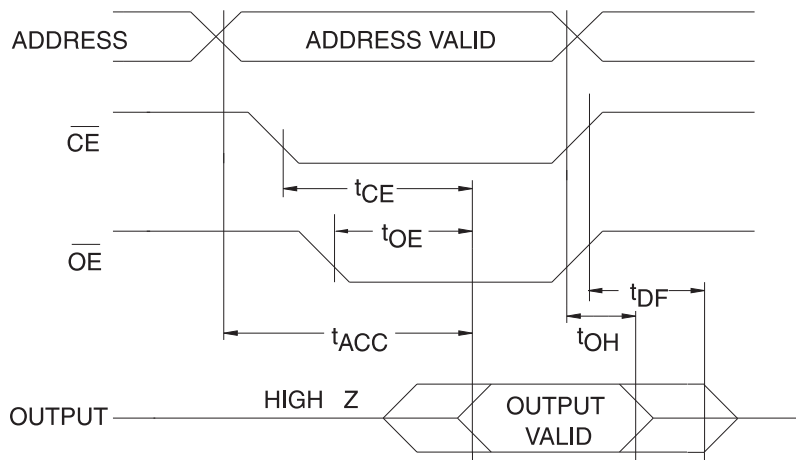 ADDRESS
ADDRESS VALID
CE
tCE
OE
tOE
tDF
tACC
tOH
OUTPUT
HIGH Z
OUTPUT
VALID